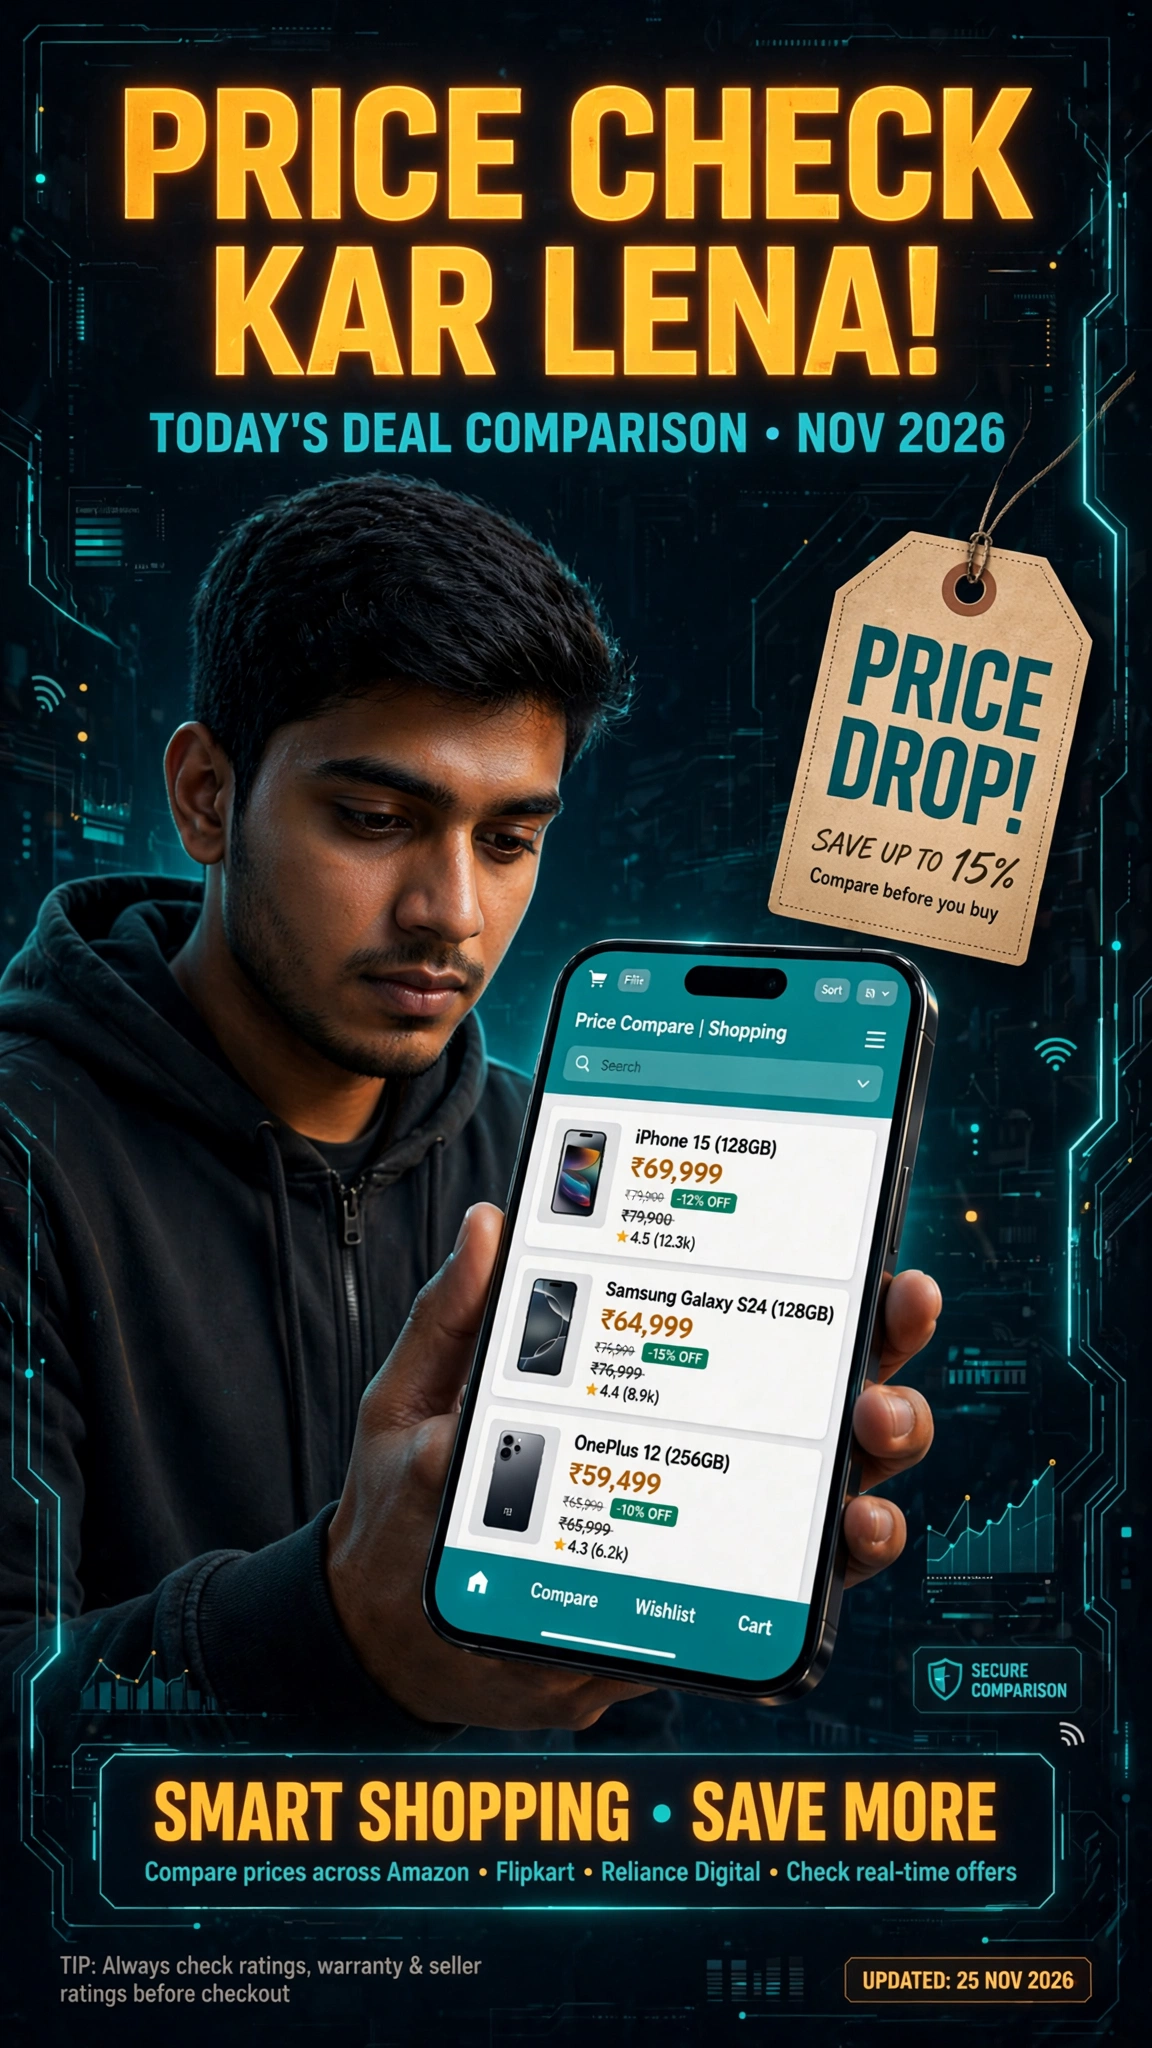 PRICE CHECK
KAR LENA!
TODAY'S DEAL COMPARISON • NOV 2026
PRICE
DROP!
SAVE UP TO 15%
Compare before you buy
Sort
Price Compare | Shopping
Seerch
iPhone 15 (128GB)
₹69,999
₹79,900 -12% OFF
₹79,900
★4.5 (12.3k)
Samsung Galaxy S24 (128GB)
₹64,999
₹76,999 -15% OFF
₹76,999
★4.4 (8.9k)
OnePlus 12 (256GB)
₹59,499
₹65,999 -10% OFF
₹65,999
★4.3 (6.2k)
Compare Wishlist Cart
SECURE
COMPARISON
SMART SHOPPING • SAVE MORE
Compare prices across Amazon • Flipkart • Reliance Digital • Check real-time offers
TIP: Always check ratings, warranty & seller
ratings before checkout
UPDATED: 25 NOV 2026